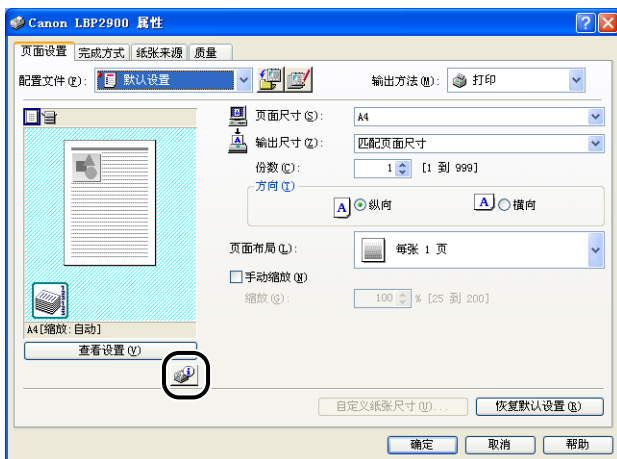 Canon LBP2900 属性
页面设置 完成方式 纸张来源 质量
配置文件(F): 默认设置 输出方法(M): 打印
页面尺寸(S): A4
输出尺寸(Z): 匹配页面尺寸
份数(C): 1 [1 到 999]
方向(T)
A 纵向 A 横向
页面布局(L): 每张 1 页
手动缩放(N)
缩放(G): 100 % [25 到 200]
A4[缩放:自动]
查看设置(V)
自定义纸张尺寸(U)... 恢复默认设置(R)
确定 取消 帮助